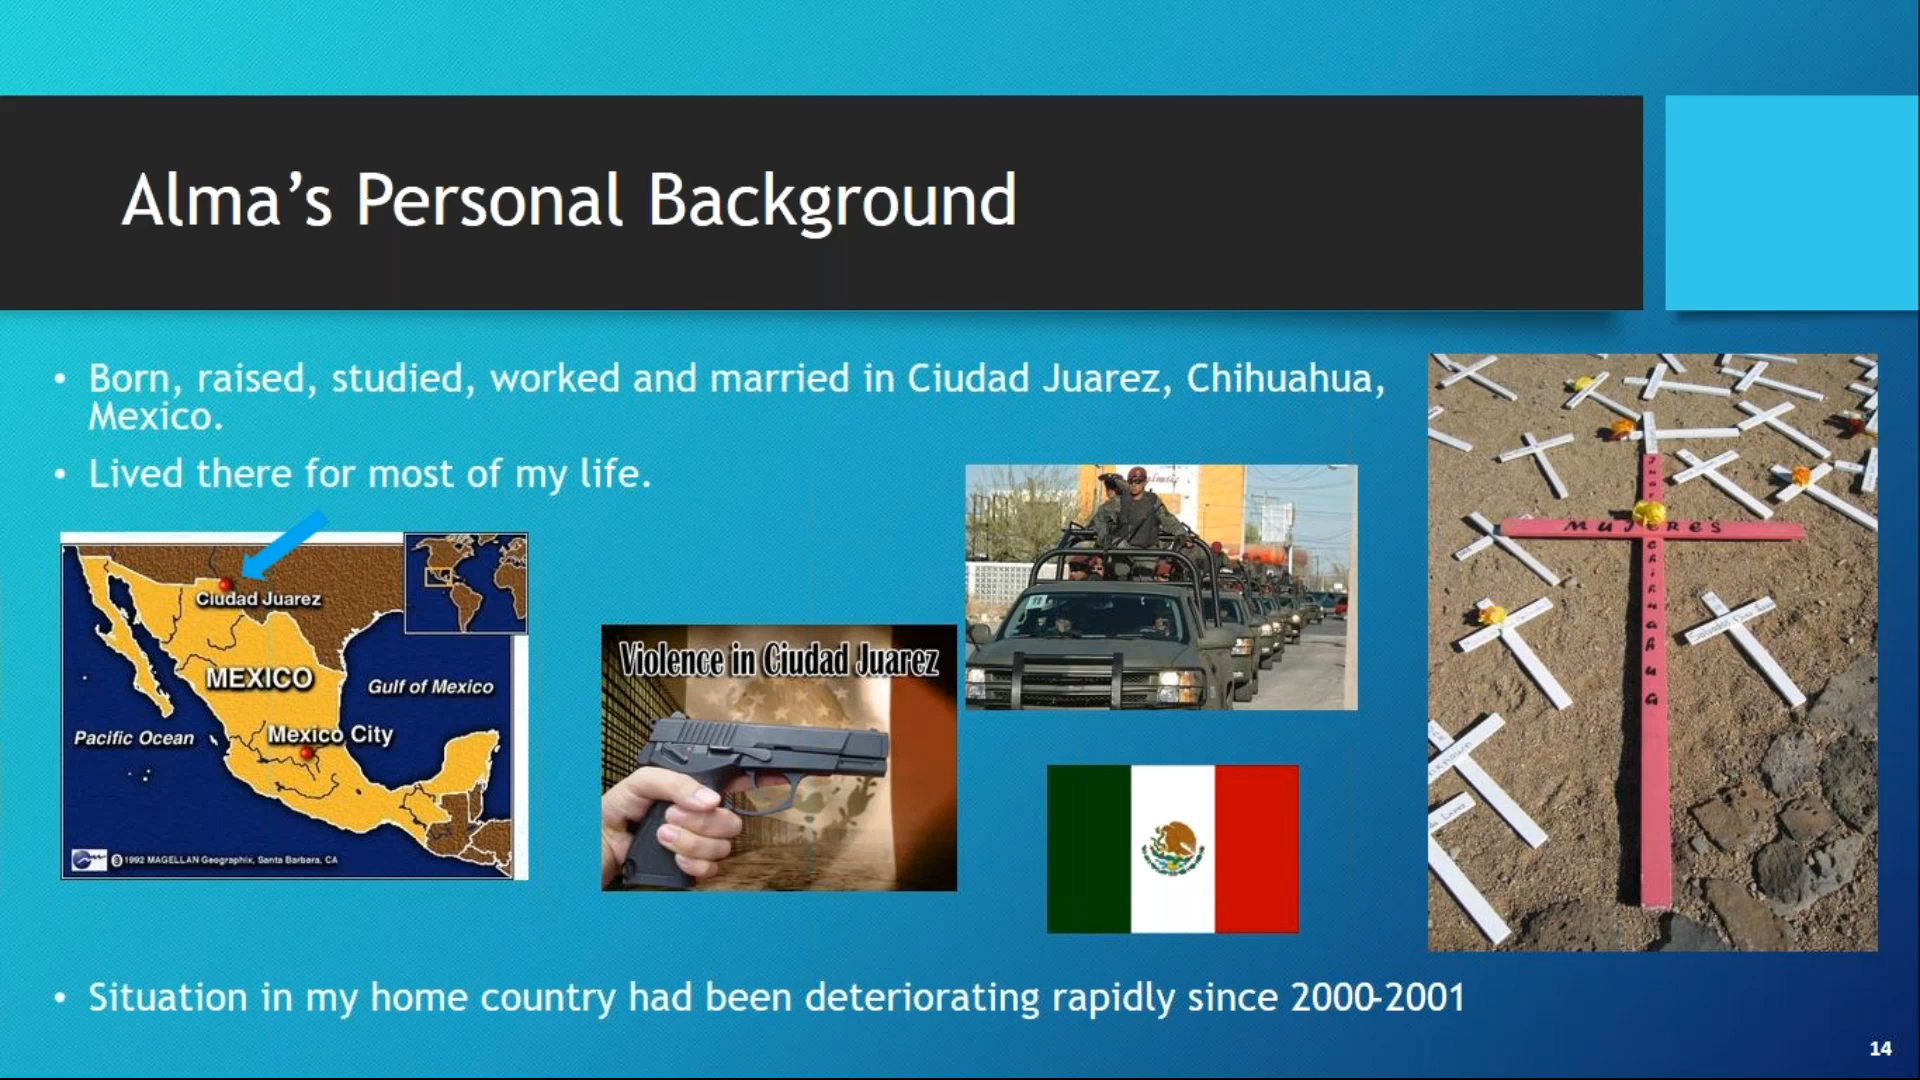 Alma’s Personal Background
• Born, raised, studied, worked and married in Ciudad Juarez, Chihuahua,
Mexico.
• Lived there for most of my life.
Ciudad Juarez
MEXICO
Gulf of Mexico
Pacific Ocean
Mexico City
1992 MAGELLAN Geographix, Santa Barbara, CA
Violence in Ciudad Juarez
MUJERES
chihuahua
• Situation in my home country had been deteriorating rapidly since 2000-2001
14